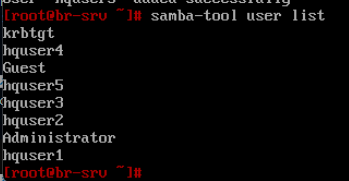 [root@br-srv ~]# samba-tool user list
krbtgt
hquser4
Guest
hquser5
hquser3
hquser2
Administrator
hquser1
[root@br-srv ~]#